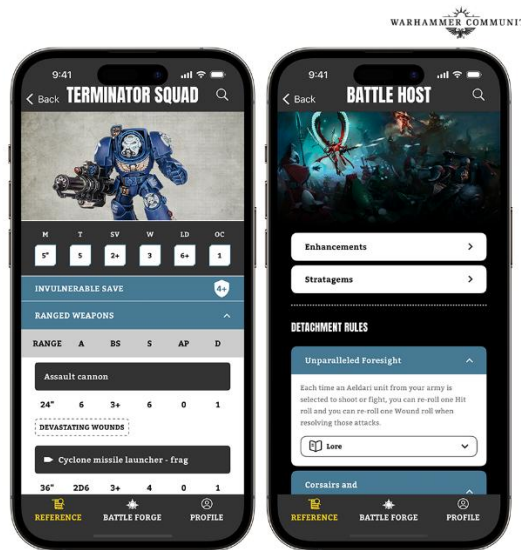 WARHAMMER COMMUNI
9:41
Back TERMINATOR SQUAD
M T SV W LD OC
5" 5 2+ 3 6+ 1
INVULNERABLE SAVE 4+
RANGED WEAPONS
RANGE A BS S AP D
Assault cannon
24" 6 3+ 6 0 1
DEVASTATING WOUNDS
Cyclone missile launcher - frag
36" 2D6 3+ 4 0 1
REFERENCE BATTLE FORGE PROFILE
9:41
Back BATTLE HOST
Enhancements
Stratagems
DETACHMENT RULES
Unparalleled Foresight
Each time an Aeldari unit from your army is
selected to shoot or fight, you can re-roll one Hit
roll and you can re-roll one Wound roll when
resolving those attacks.
Lore
Corsairs and
REFERENCE BATTLE FORGE PROFILE